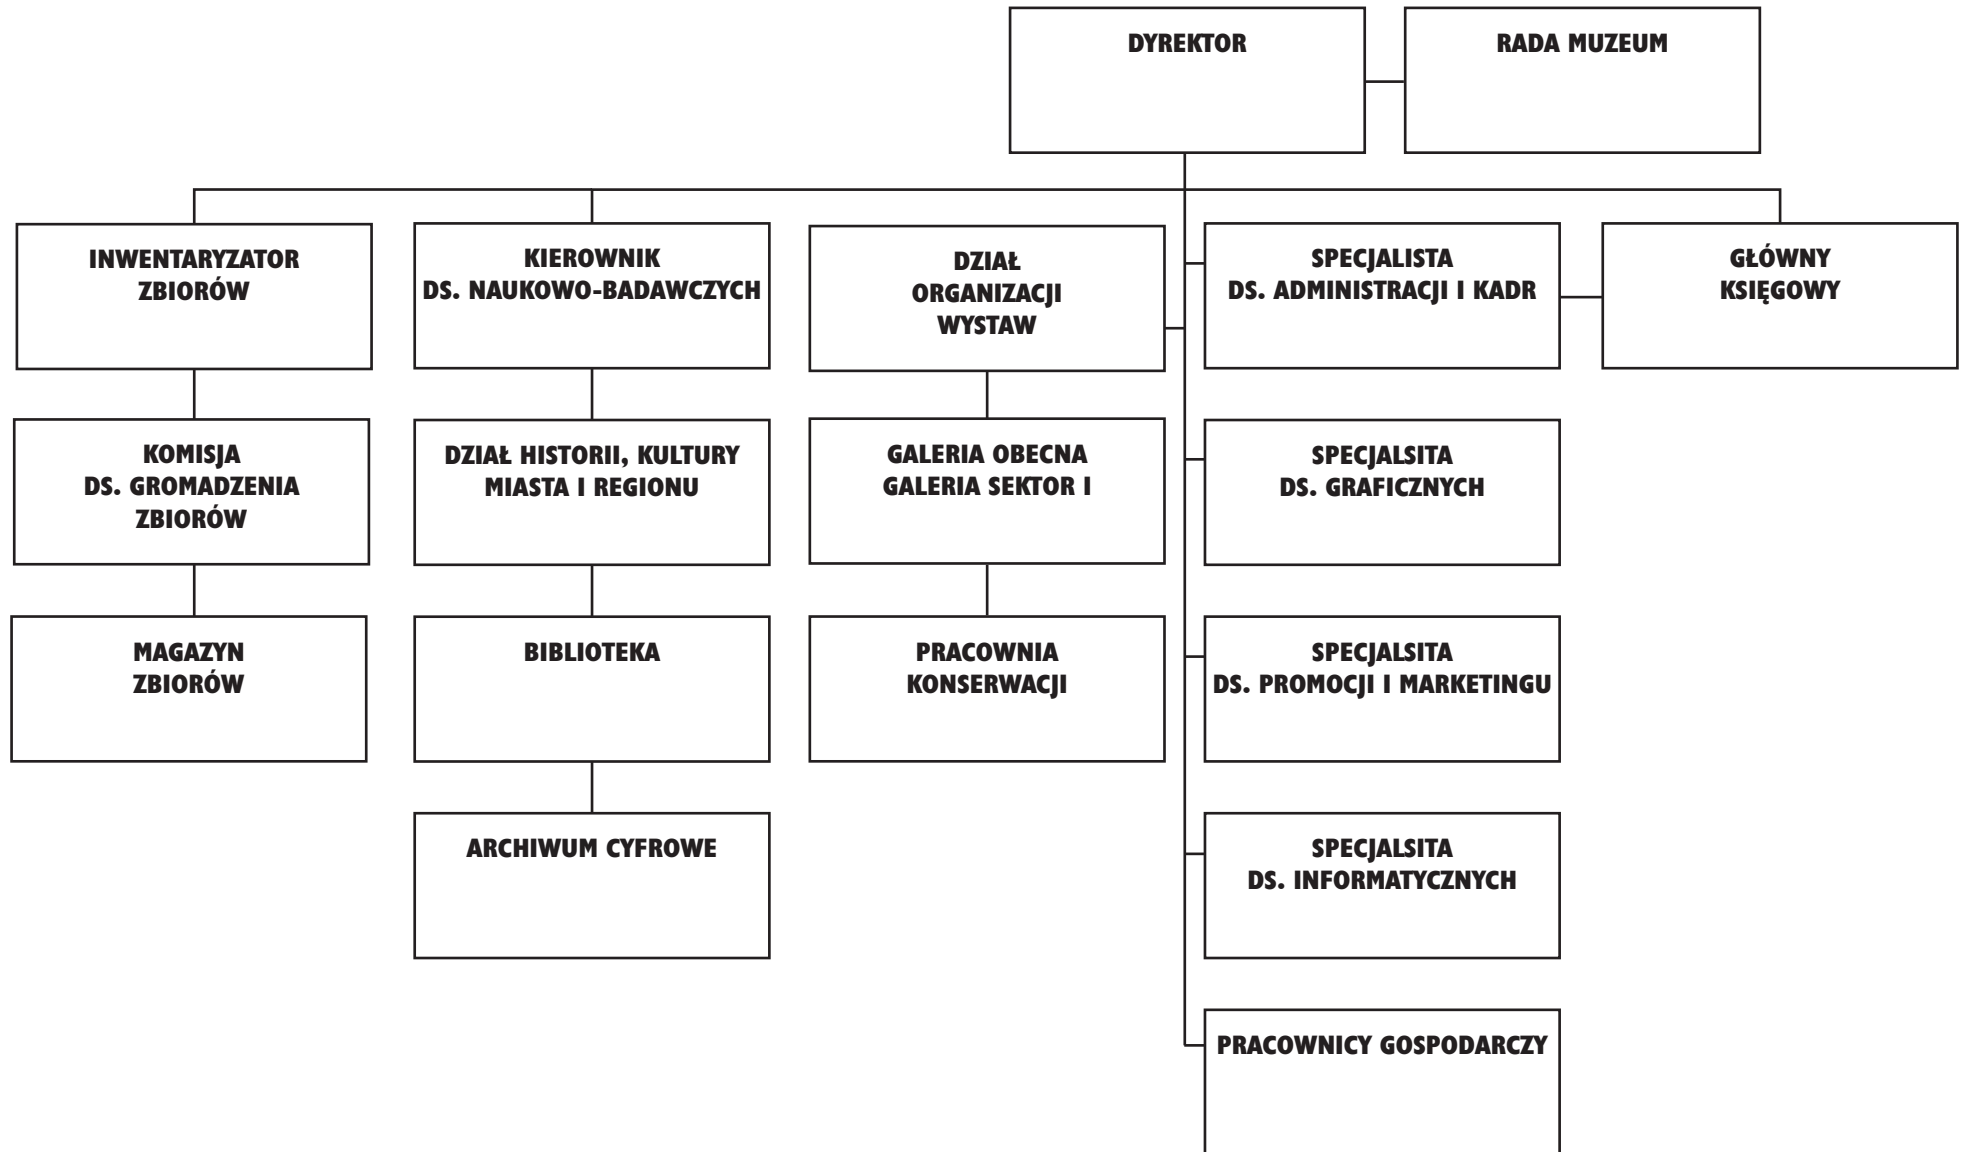 DYREKTOR
RADA MUZEUM
INWENTARYZATOR
ZBIORÓW
KIEROWNIK
DS. NAUKOWO-BADAWCZYCH
DZIAŁ
ORGANIZACJI
WYSTAW
SPECJALISTA
DS. ADMINISTRACJI I KADR
GŁÓWNY
KSIĘGOWY
KOMISJA
DS. GROMADZENIA
ZBIORÓW
DZIAŁ HISTORII, KULTURY
MIASTA I REGIONU
GALERIA OBECNA
GALERIA SEKTOR I
SPECJALSITA
DS. GRAFICZNYCH
MAGAZYN
ZBIORÓW
BIBLIOTEKA
PRACOWNIA
KONSERWACJI
SPECJALSITA
DS. PROMOCJI I MARKETINGU
ARCHIWUM CYFROWE
SPECJALSITA
DS. INFORMATYCZNYCH
PRACOWNICY GOSPODARCZY